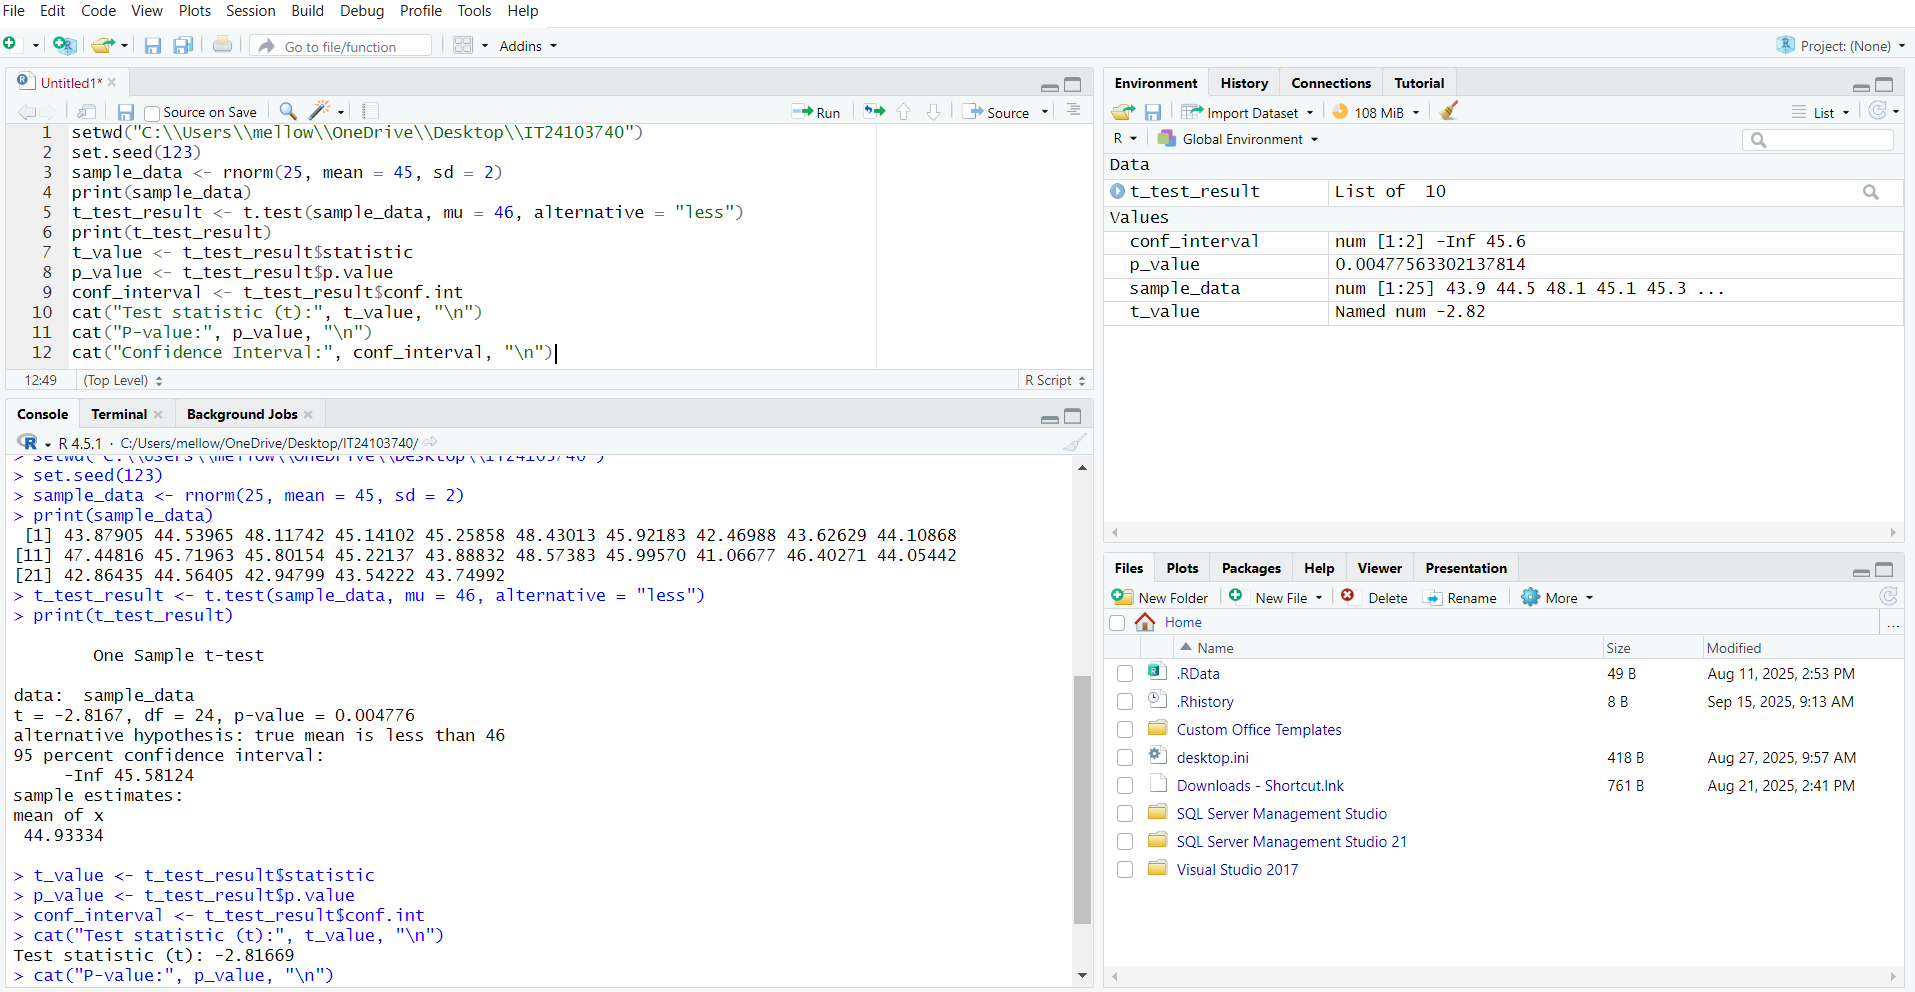 File Edit Code View Plots Session Build Debug Profile Tools Help
Go to file/function Addins Project: (None)
Untitled1*
Source on Save Run Source
1 setwd("C:\\Users\\mellow\\OneDrive\\Desktop\\IT24103740")
2 set.seed(123)
3 sample_data <- rnorm(25, mean = 45, sd = 2)
4 print(sample_data)
5 t_test_result <- t.test(sample_data, mu = 46, alternative = "less")
6 print(t_test_result)
7 t_value <- t_test_result$statistic
8 p_value <- t_test_result$p.value
9 conf_interval <- t_test_result$conf.int
10 cat("Test statistic (t):", t_value, "\n")
11 cat("P-value:", p_value, "\n")
12 cat("Confidence Interval:", conf_interval, "\n")
12:49 (Top Level) R Script
Console Terminal Background Jobs
R 4.5.1 · C:/Users/mellow/OneDrive/Desktop/IT24103740/
> setwd("C:\\Users\\mellow\\OneDrive\\Desktop\\IT24103740")
> set.seed(123)
> sample_data <- rnorm(25, mean = 45, sd = 2)
> print(sample_data)
[1] 43.87905 44.53965 48.11742 45.14102 45.25858 48.43013 45.92183 42.46988 43.62629 44.10868
[11] 47.44816 45.71963 45.80154 45.22137 43.88832 48.57383 45.99570 41.06677 46.40271 44.05442
[21] 42.86435 44.56405 42.94799 43.54222 43.74992
> t_test_result <- t.test(sample_data, mu = 46, alternative = "less")
> print(t_test_result)
One Sample t-test
data: sample_data
t = -2.8167, df = 24, p-value = 0.004776
alternative hypothesis: true mean is less than 46
95 percent confidence interval:
-Inf 45.58124
sample estimates:
mean of x
44.93334
> t_value <- t_test_result$statistic
> p_value <- t_test_result$p.value
> conf_interval <- t_test_result$conf.int
> cat("Test statistic (t):", t_value, "\n")
Test statistic (t): -2.81669
> cat("P-value:", p_value, "\n")
Environment History Connections Tutorial
Import Dataset 108 MiB List
R Global Environment
Data
t_test_result List of 10
Values
conf_interval num [1:2] -Inf 45.6
p_value 0.00477563302137814
sample_data num [1:25] 43.9 44.5 48.1 45.1 45.3 ...
t_value Named num -2.82
Files Plots Packages Help Viewer Presentation
New Folder New File Delete Rename More
Home ...
Name Size Modified
.RData 49 B Aug 11, 2025, 2:53 PM
.Rhistory 8 B Sep 15, 2025, 9:13 AM
Custom Office Templates
desktop.ini 418 B Aug 27, 2025, 9:57 AM
Downloads - Shortcut.lnk 761 B Aug 21, 2025, 2:41 PM
SQL Server Management Studio
SQL Server Management Studio 21
Visual Studio 2017